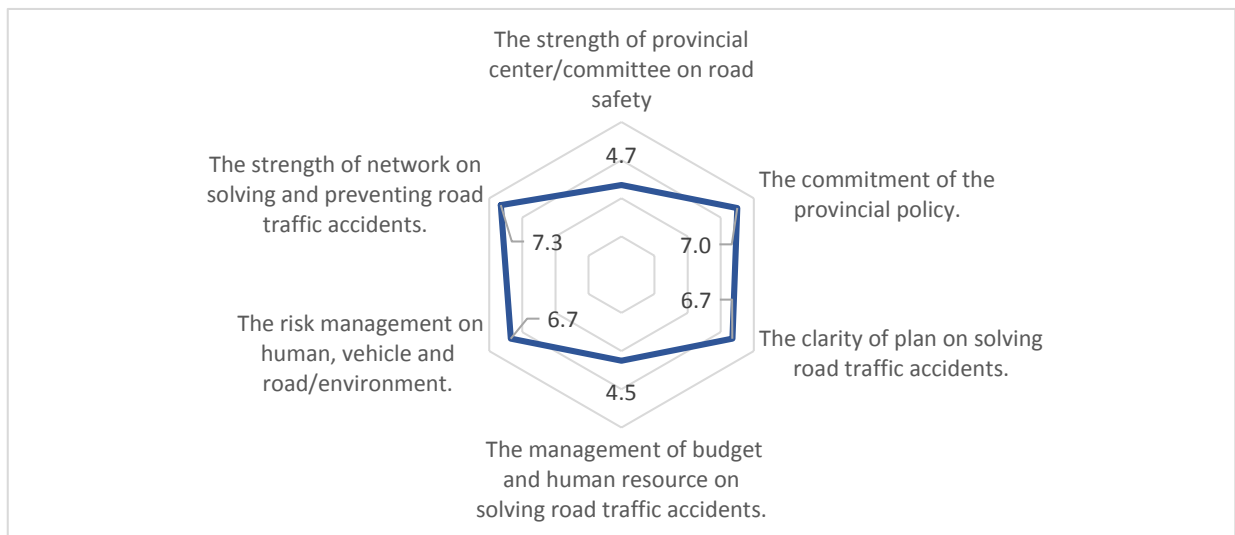 The strength of provincial
center/committee on road
safety
4.7
The strength of network on
solving and preventing road
traffic accidents.
7.3
The commitment of the
provincial policy.
7.0
The risk management on
human, vehicle and
road/environment.
6.7
6.7
The clarity of plan on solving
road traffic accidents.
4.5
The management of budget
and human resource on
solving road traffic accidents.